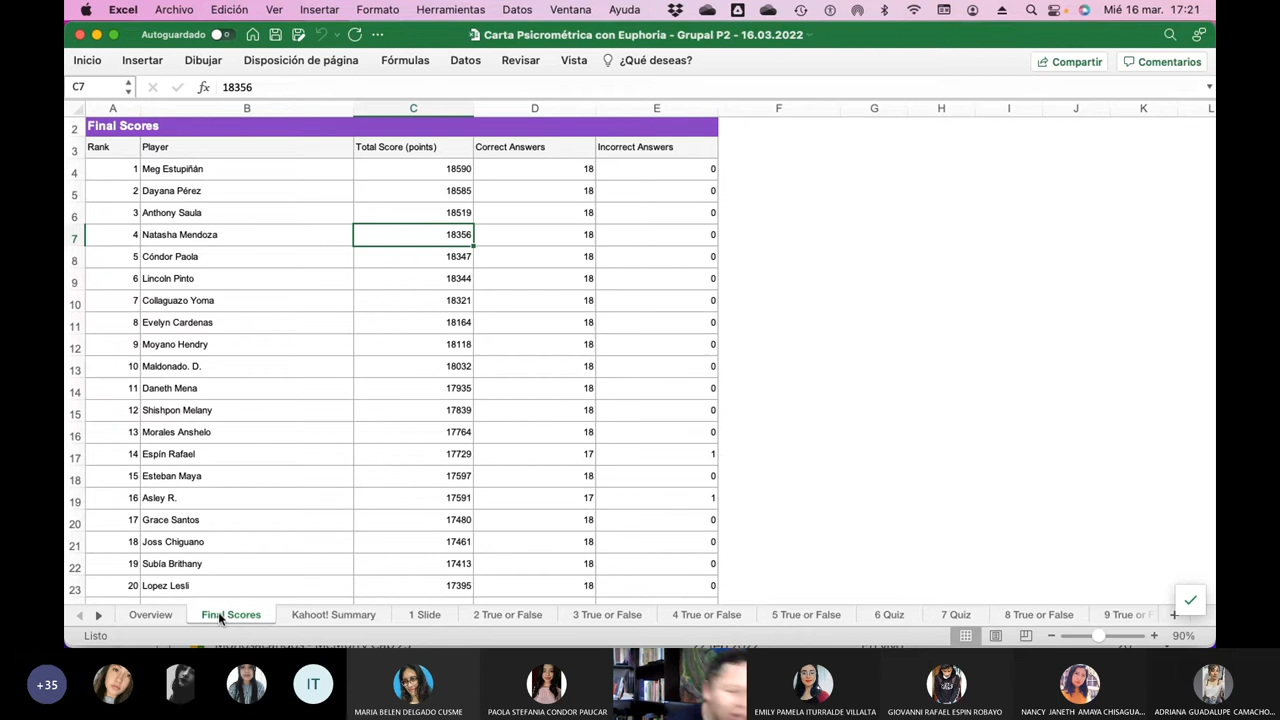 Excel Archivo Edición Ver Insertar Formato Herramientas Datos Ventana Ayuda Mié 16 mar. 17:21
Autoguardado Carta Psicrométrica con Euphoria - Grupal P2 - 16.03.2022
Inicio Insertar Dibujar Disposición de página Fórmulas Datos Revisar Vista ¿Qué deseas? Compartir Comentarios
C7 fx 18356
A B C D E F G H I J K L
2 Final Scores
3 Rank Player Total Score (points) Correct Answers Incorrect Answers
4 1 Meg Estupiñán 18590 18 0
5 2 Dayana Pérez 18585 18 0
6 3 Anthony Saula 18519 18 0
7 4 Natasha Mendoza 18356 18 0
8 5 Cóndor Paola 18347 18 0
9 6 Lincoln Pinto 18344 18 0
10 7 Collaguazo Yoma 18321 18 0
11 8 Evelyn Cardenas 18164 18 0
12 9 Moyano Hendry 18118 18 0
13 10 Maldonado. D. 18032 18 0
14 11 Daneth Mena 17935 18 0
15 12 Shishpon Melany 17839 18 0
16 13 Morales Anshelo 17764 18 0
17 14 Espín Rafael 17729 17 1
18 15 Esteban Maya 17597 18 0
19 16 Asley R. 17591 17 1
20 17 Grace Santos 17480 18 0
21 18 Joss Chiguano 17461 18 0
22 19 Subía Brithany 17413 18 0
23 20 Lopez Lesli 17395 18 0
Overview Final Scores Kahoot! Summary 1 Slide 2 True or False 3 True or False 4 True or False 5 True or False 6 Quiz 7 Quiz 8 True or False 9 True or F
Listo 90%
+35 IT MARIA BELEN DELGADO CUSME PAOLA STEFANIA CONDOR PAUCAR EMILY PAMELA ITURRALDE VILLALTA GIOVANNI RAFAEL ESPIN ROBAYO NANCY JANETH AMAYA CHISAGUA... ADRIANA GUADALUPE CAMACHO...